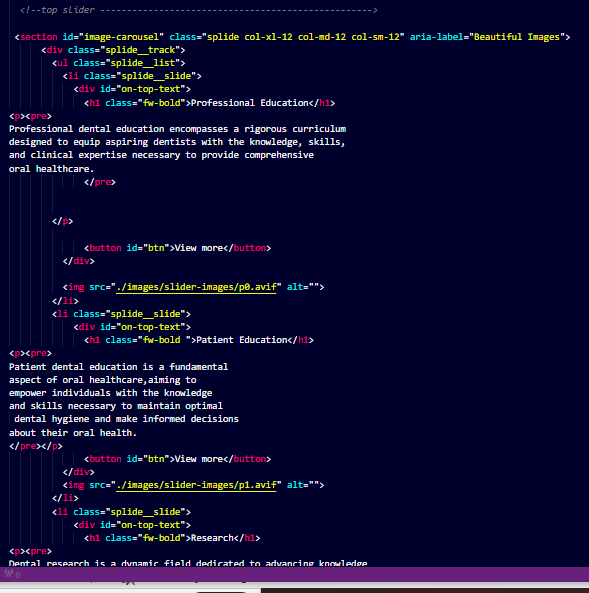 <!--top slider ------------------------------------------------>
<section id="image-carousel" class="splide col-xl-12 col-md-12 col-sm-12" aria-label="Beautiful Images">
<div class="splide__track">
<ul class="splide__list">
<li class="splide__slide">
<div id="on-top-text">
<h1 class="fw-bold">Professional Education</h1>
<p><pre>
Professional dental education encompasses a rigorous curriculum
designed to equip aspiring dentists with the knowledge, skills,
and clinical expertise necessary to provide comprehensive
oral healthcare.
</pre>
</p>
<button id="btn">View more</button>
</div>
<img src="./images/slider-images/p0.avif" alt="">
</li>
<li class="splide__slide">
<div id="on-top-text">
<h1 class="fw-bold ">Patient Education</h1>
<p><pre>
Patient dental education is a fundamental
aspect of oral healthcare,aiming to
empower individuals with the knowledge
and skills necessary to maintain optimal
dental hygiene and make informed decisions
about their oral health.
</pre></p>
<button id="btn">View more</button>
</div>
<img src="./images/slider-images/p1.avif" alt="">
</li>
<li class="splide__slide">
<div id="on-top-text">
<h1 class="fw-bold">Research</h1>
<p><pre>
Dental research is a dynamic field dedicated to advancing knowledge